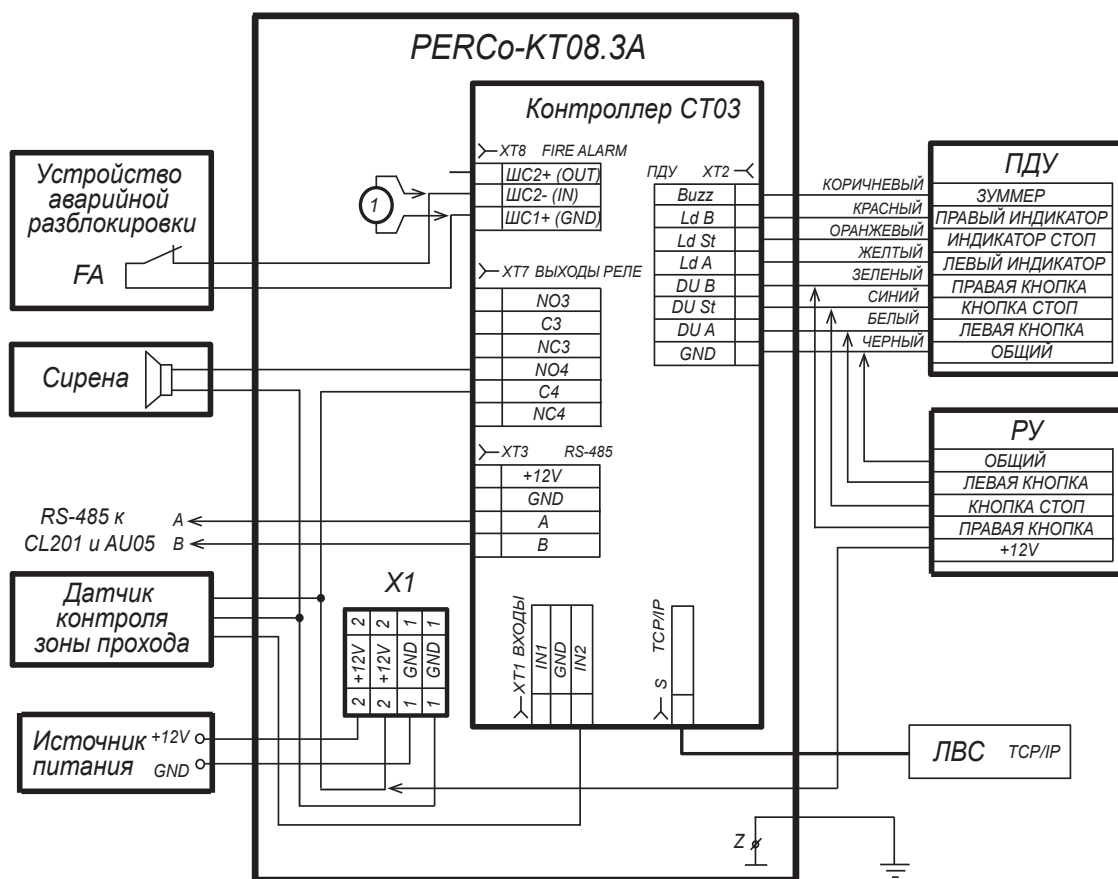 PERCo-KT08.3A
Контроллер CT03
Устройство
аварийной
разблокировки
FA
1
XT8 FIRE ALARM
ШС2+ (OUT)
ШС2- (IN)
ШС1+ (GND)
XT7 ВЫХОДЫ РЕЛЕ
NO3
C3
NC3
NO4
C4
NC4
XT3 RS-485
+12V
GND
A
B
ПДУ XT2
Buzz
Ld B
Ld St
Ld A
DU B
DU St
DU A
GND
КОРИЧНЕВЫЙ
КРАСНЫЙ
ОРАНЖЕВЫЙ
ЖЕЛТЫЙ
ЗЕЛЕНЫЙ
СИНИЙ
БЕЛЫЙ
ЧЕРНЫЙ
ПДУ
ЗУММЕР
ПРАВЫЙ ИНДИКАТОР
ИНДИКАТОР СТОП
ЛЕВЫЙ ИНДИКАТОР
ПРАВАЯ КНОПКА
КНОПКА СТОП
ЛЕВАЯ КНОПКА
ОБЩИЙ
РУ
ОБЩИЙ
ЛЕВАЯ КНОПКА
КНОПКА СТОП
ПРАВАЯ КНОПКА
+12V
Сирена
RS-485 к A
CL201 и AU05 B
Датчик
контроля
зоны прохода
X1
2 +12V 2
2 +12V 2
1 GND 1
1 GND 1
XT1 ВХОДЫ
IN1
GND
IN2
S TCP/IP
Источник +12V
питания GND
ЛВС TCP/IP
Z